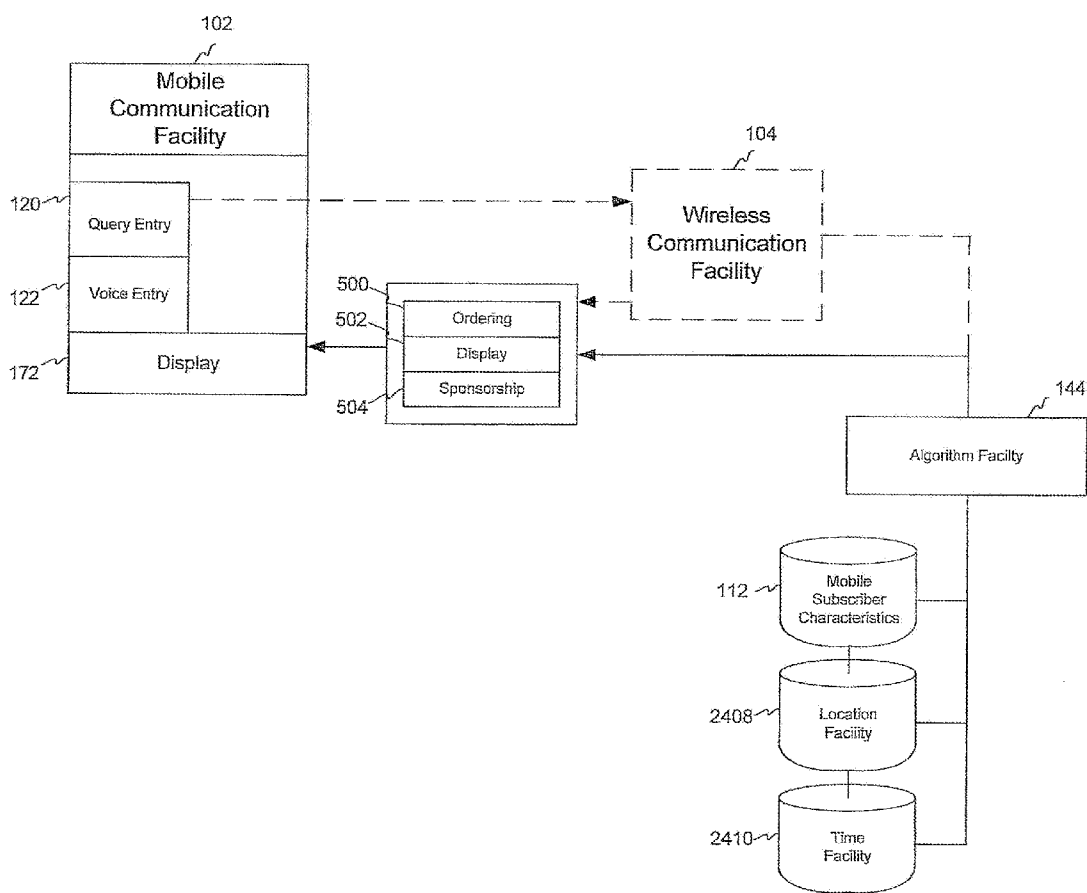 102
Mobile
Communication
Facility
104
120
Query Entry
Wireless
Communication
Facility
122
Voice Entry
500
Ordering
502
Display
172
Display
504
Sponsorship
144
Algorithm Facilty
112
Mobile
Subscriber
Characteristics
2408
Location
Facility
2410
Time
Facility